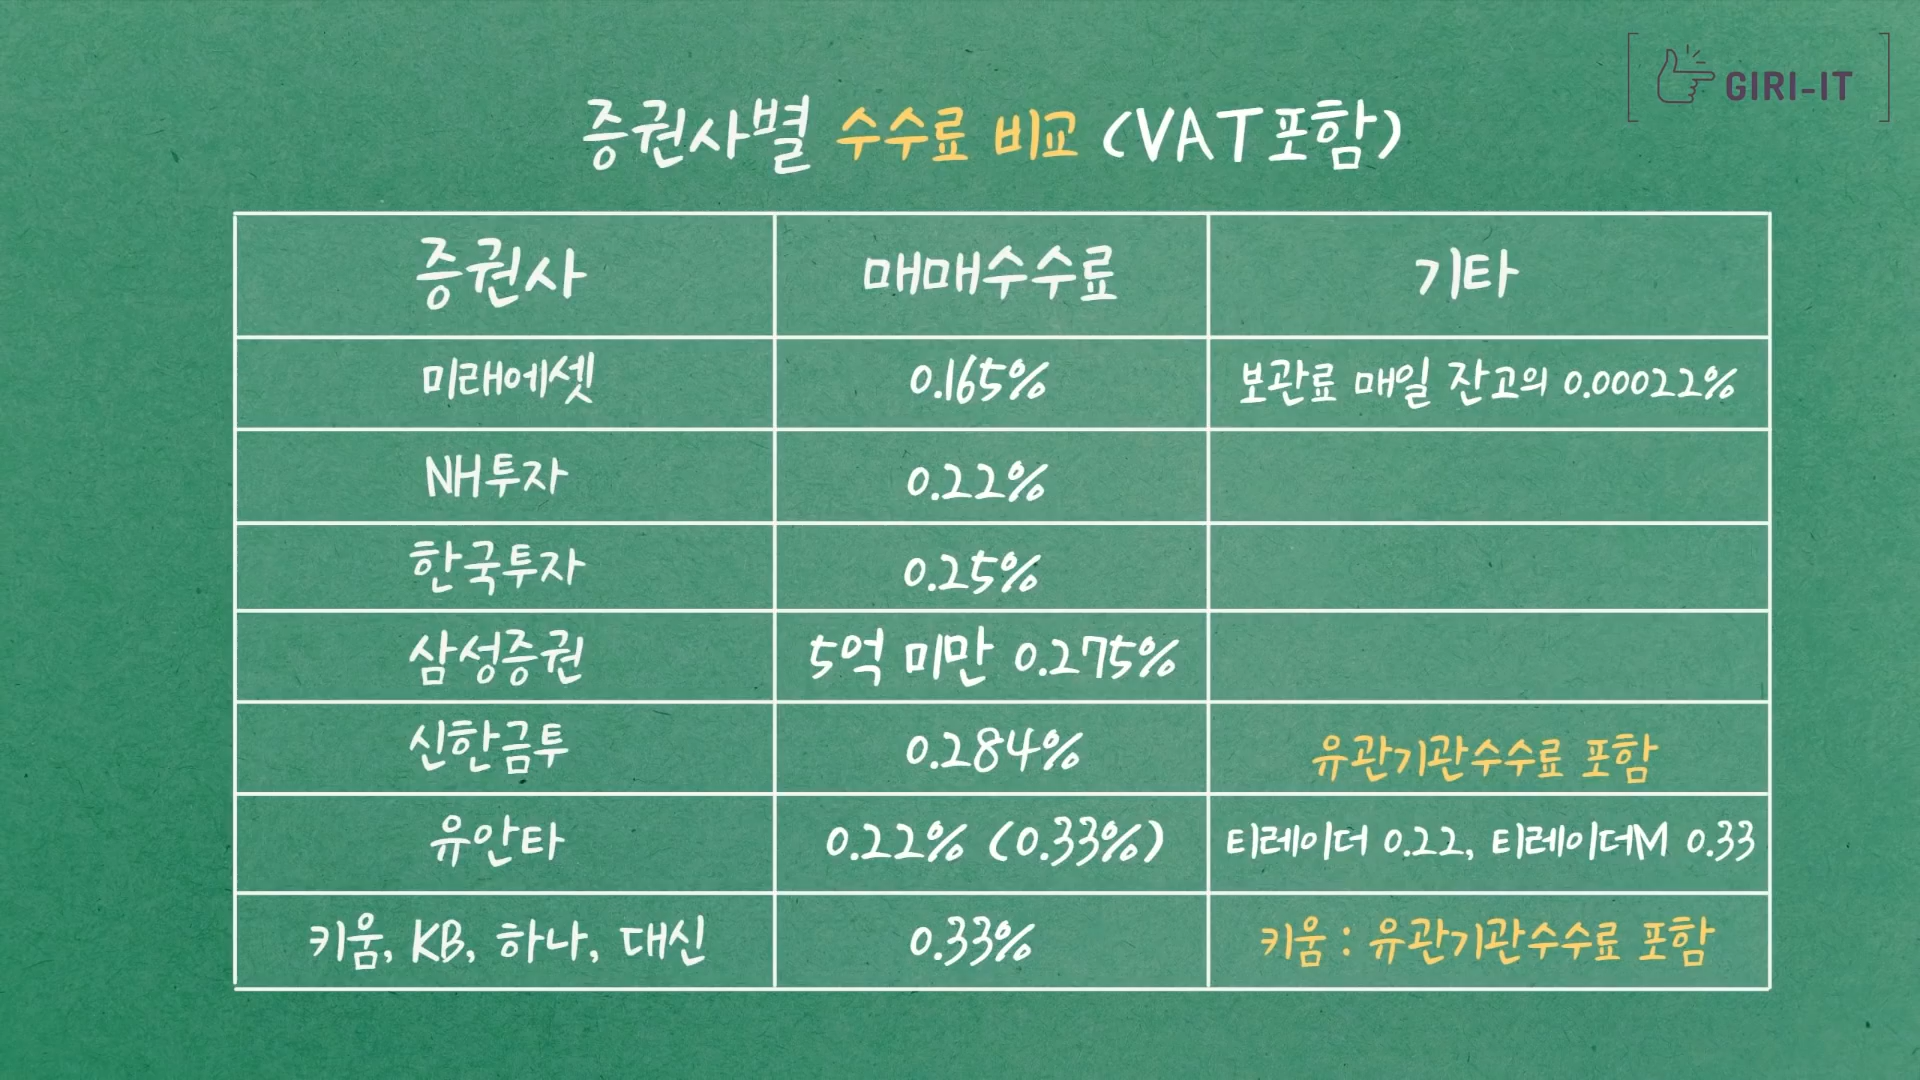 GIRI-IT
증권사별 수수료 비교 (VAT포함)
증권사 매매수수료 기타
미래에셋 0.165% 보관료 매일 잔고의 0.00022%
NH투자 0.22%
한국투자 0.25%
삼성증권 5억 미만 0.275%
신한금투 0.284% 유관기관수수료 포함
유안타 0.22% (0.33%) 티레이더 0.22, 티레이더M 0.33
키움, KB, 하나, 대신 0.33% 키움 : 유관기관수수료 포함